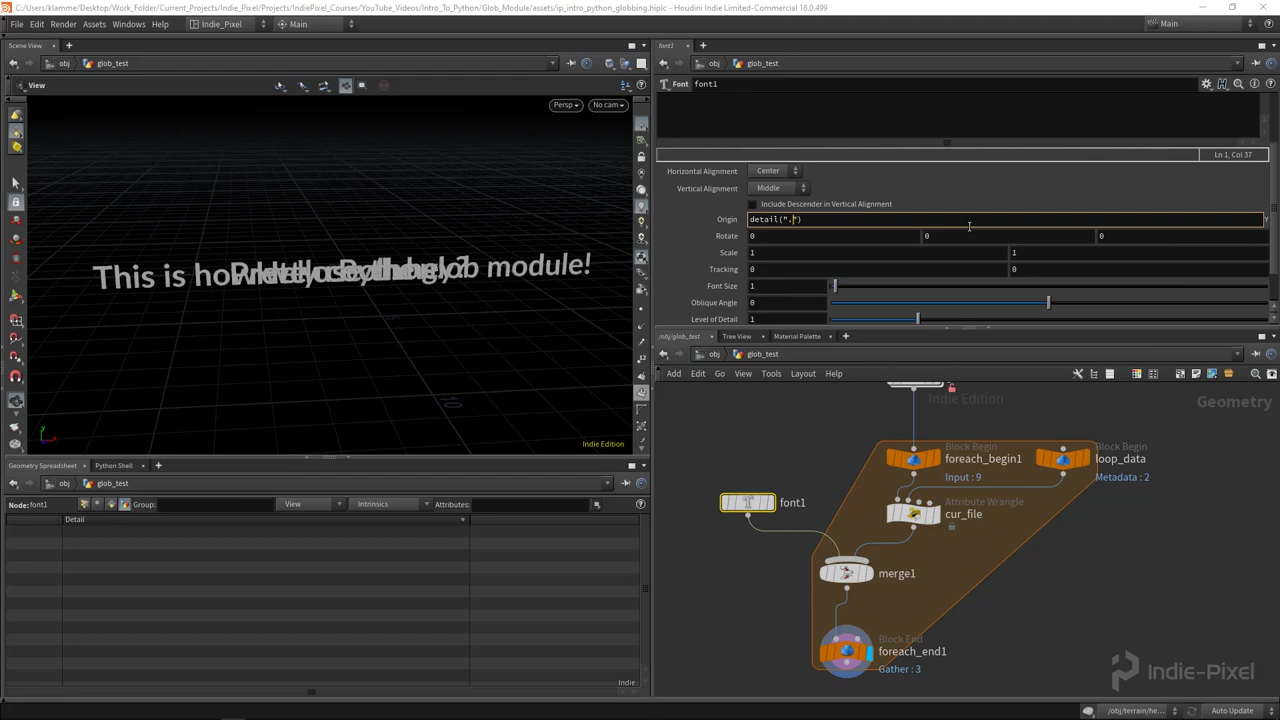 C:/Users/klamme/Desktop/Work_Folder/Current_Projects/IndiePixel/Projects/IndiePixel_Courses/YouTube_Videos/Intro_To_Python/Glob_Module/assets/ip_intro_python_globbing.hiplc - Houdini Indie Limited-Commercial 18.0.499
File Edit Render Assets Windows Help Indie_Pixel Main Main
Scene View
obj glob_test
View
Persp No cam
Indie Edition
Node: font1 Group: View Intrinsics Attributes:
Geometry Spreadsheet Python Shell
obj glob_test
Detail
Indie-
font1
obj glob_test
Font font1
Ln 1, Col 37
Horizontal Alignment Center
Vertical Alignment Middle
Include Descender in Vertical Alignment
Origin detail(".")
Rotate 0 0 0
Scale 1 1
Tracking 0 0
Font Size 1
Oblique Angle 0
Level of Detail 1
/obj/glob_test Tree View Material Palette
obj glob_test
Add Edit Go View Tools Layout Help
Indie Edition
Geometry
Block Begin
foreach_begin1
Input : 9
Block Begin
loop_data
Metadata : 2
Attribute Wrangle
cur_file
font1
merge1
Block End
foreach_end1
Gather : 3
Indie-Pixel
/obj/terrain/he... Auto Update